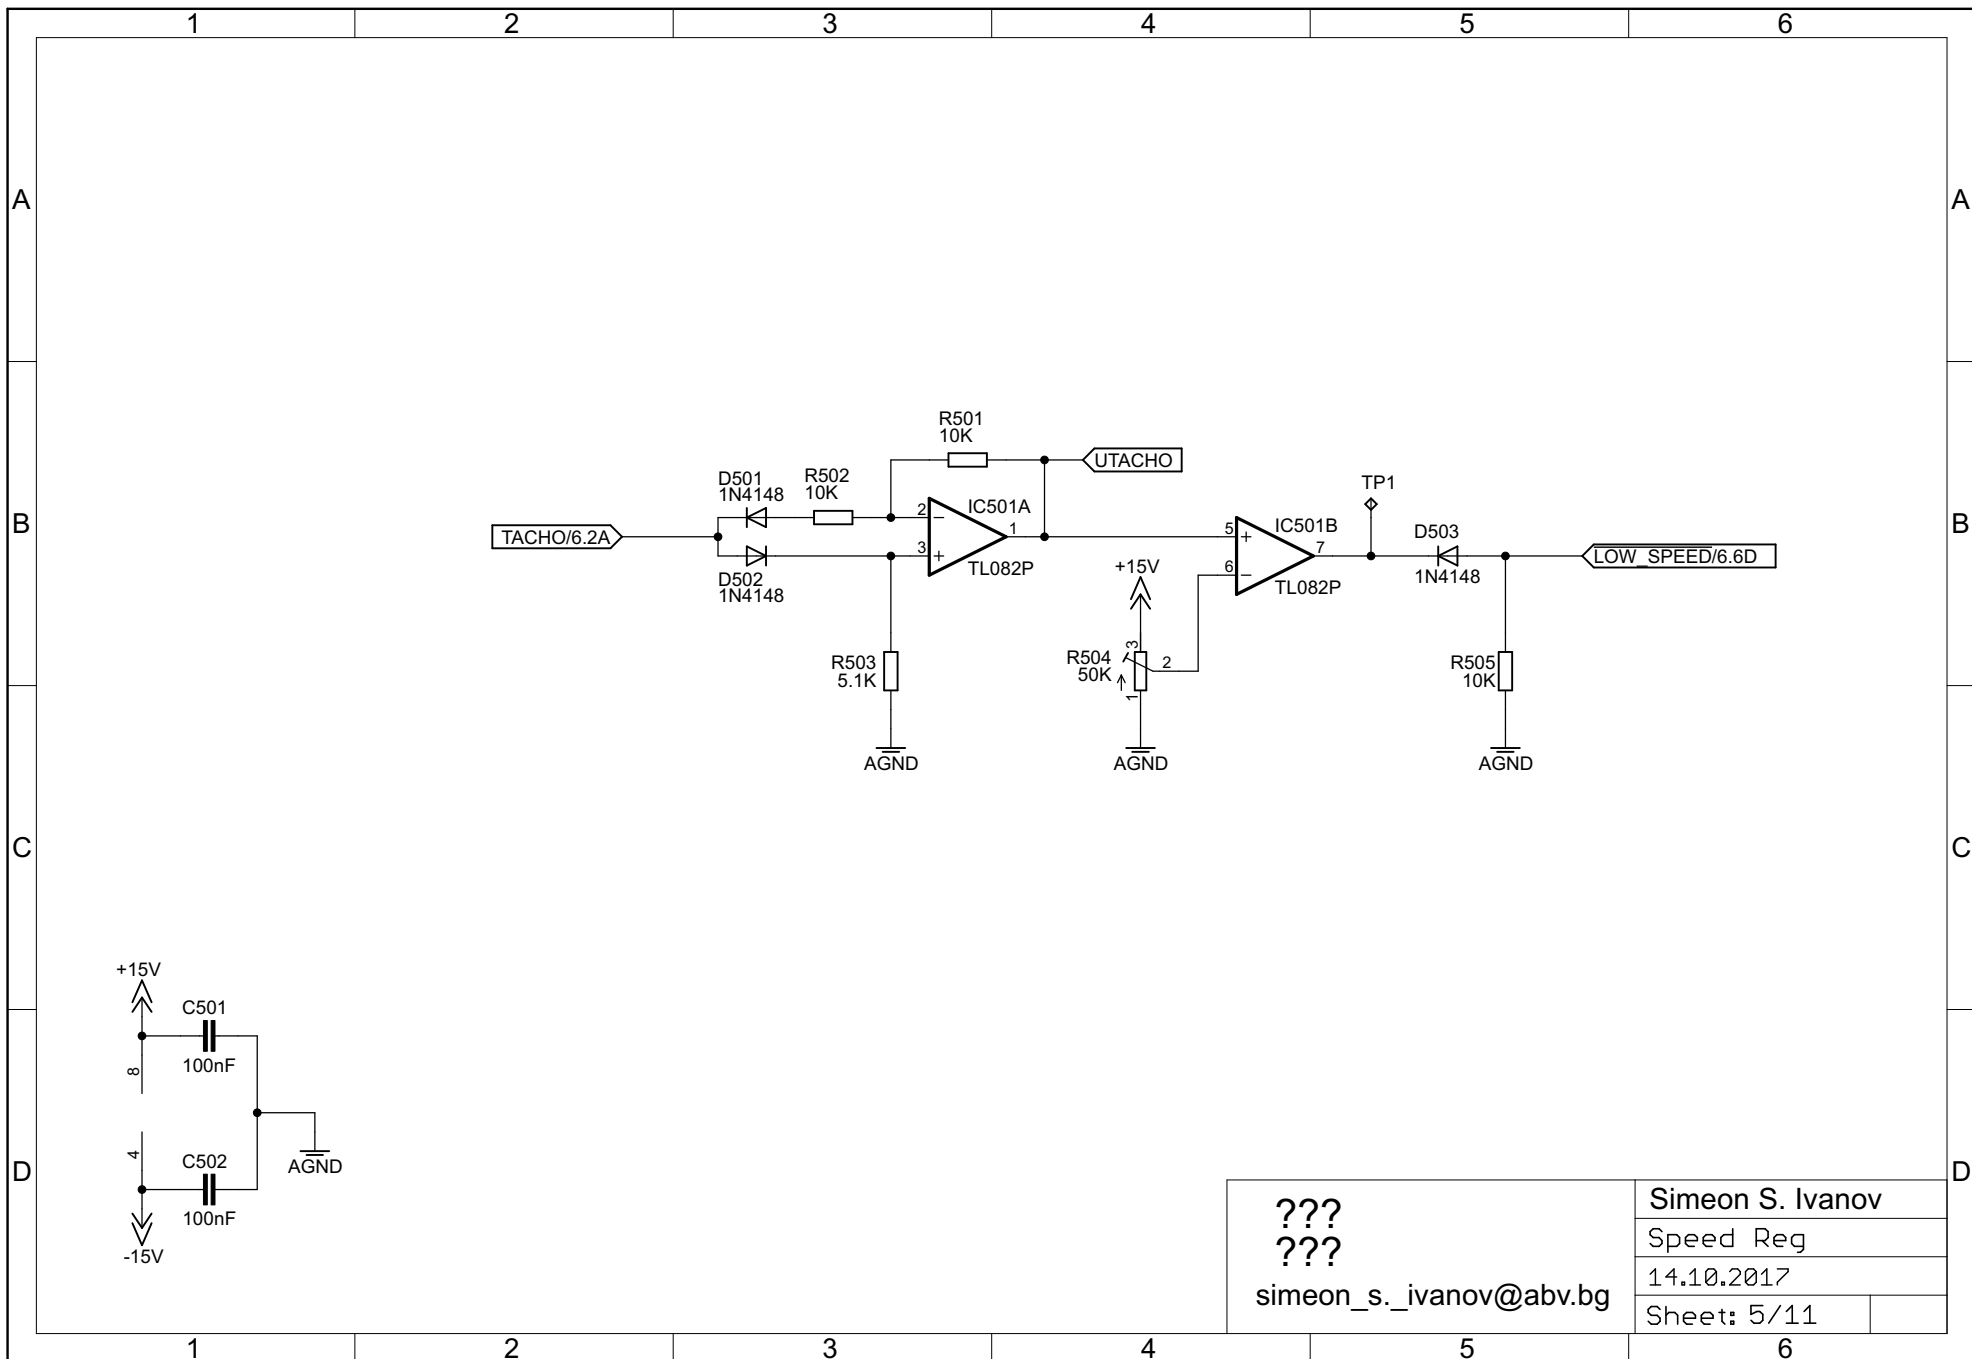 1 2 3 4 5 6
A A
R501
10K
UTACHO
D501
1N4148
R502
10K
TP1
IC501A
2
1
3
TL082P
B B
TACHO/6.2A
D502
1N4148
IC501B
5
7
6
TL082P
D503
1N4148
LOW_SPEED/6.6D
+15V
R503
5.1K
R504
50K
3
2
1
R505
10K
AGND
AGND
AGND
C C
+15V
C501
100nF
8
4
AGND
C502
100nF
-15V
D D
???
???
simeon_s._ivanov@abv.bg
Simeon S. Ivanov
Speed Reg
14.10.2017
Sheet: 5/11
1 2 3 4 5 6